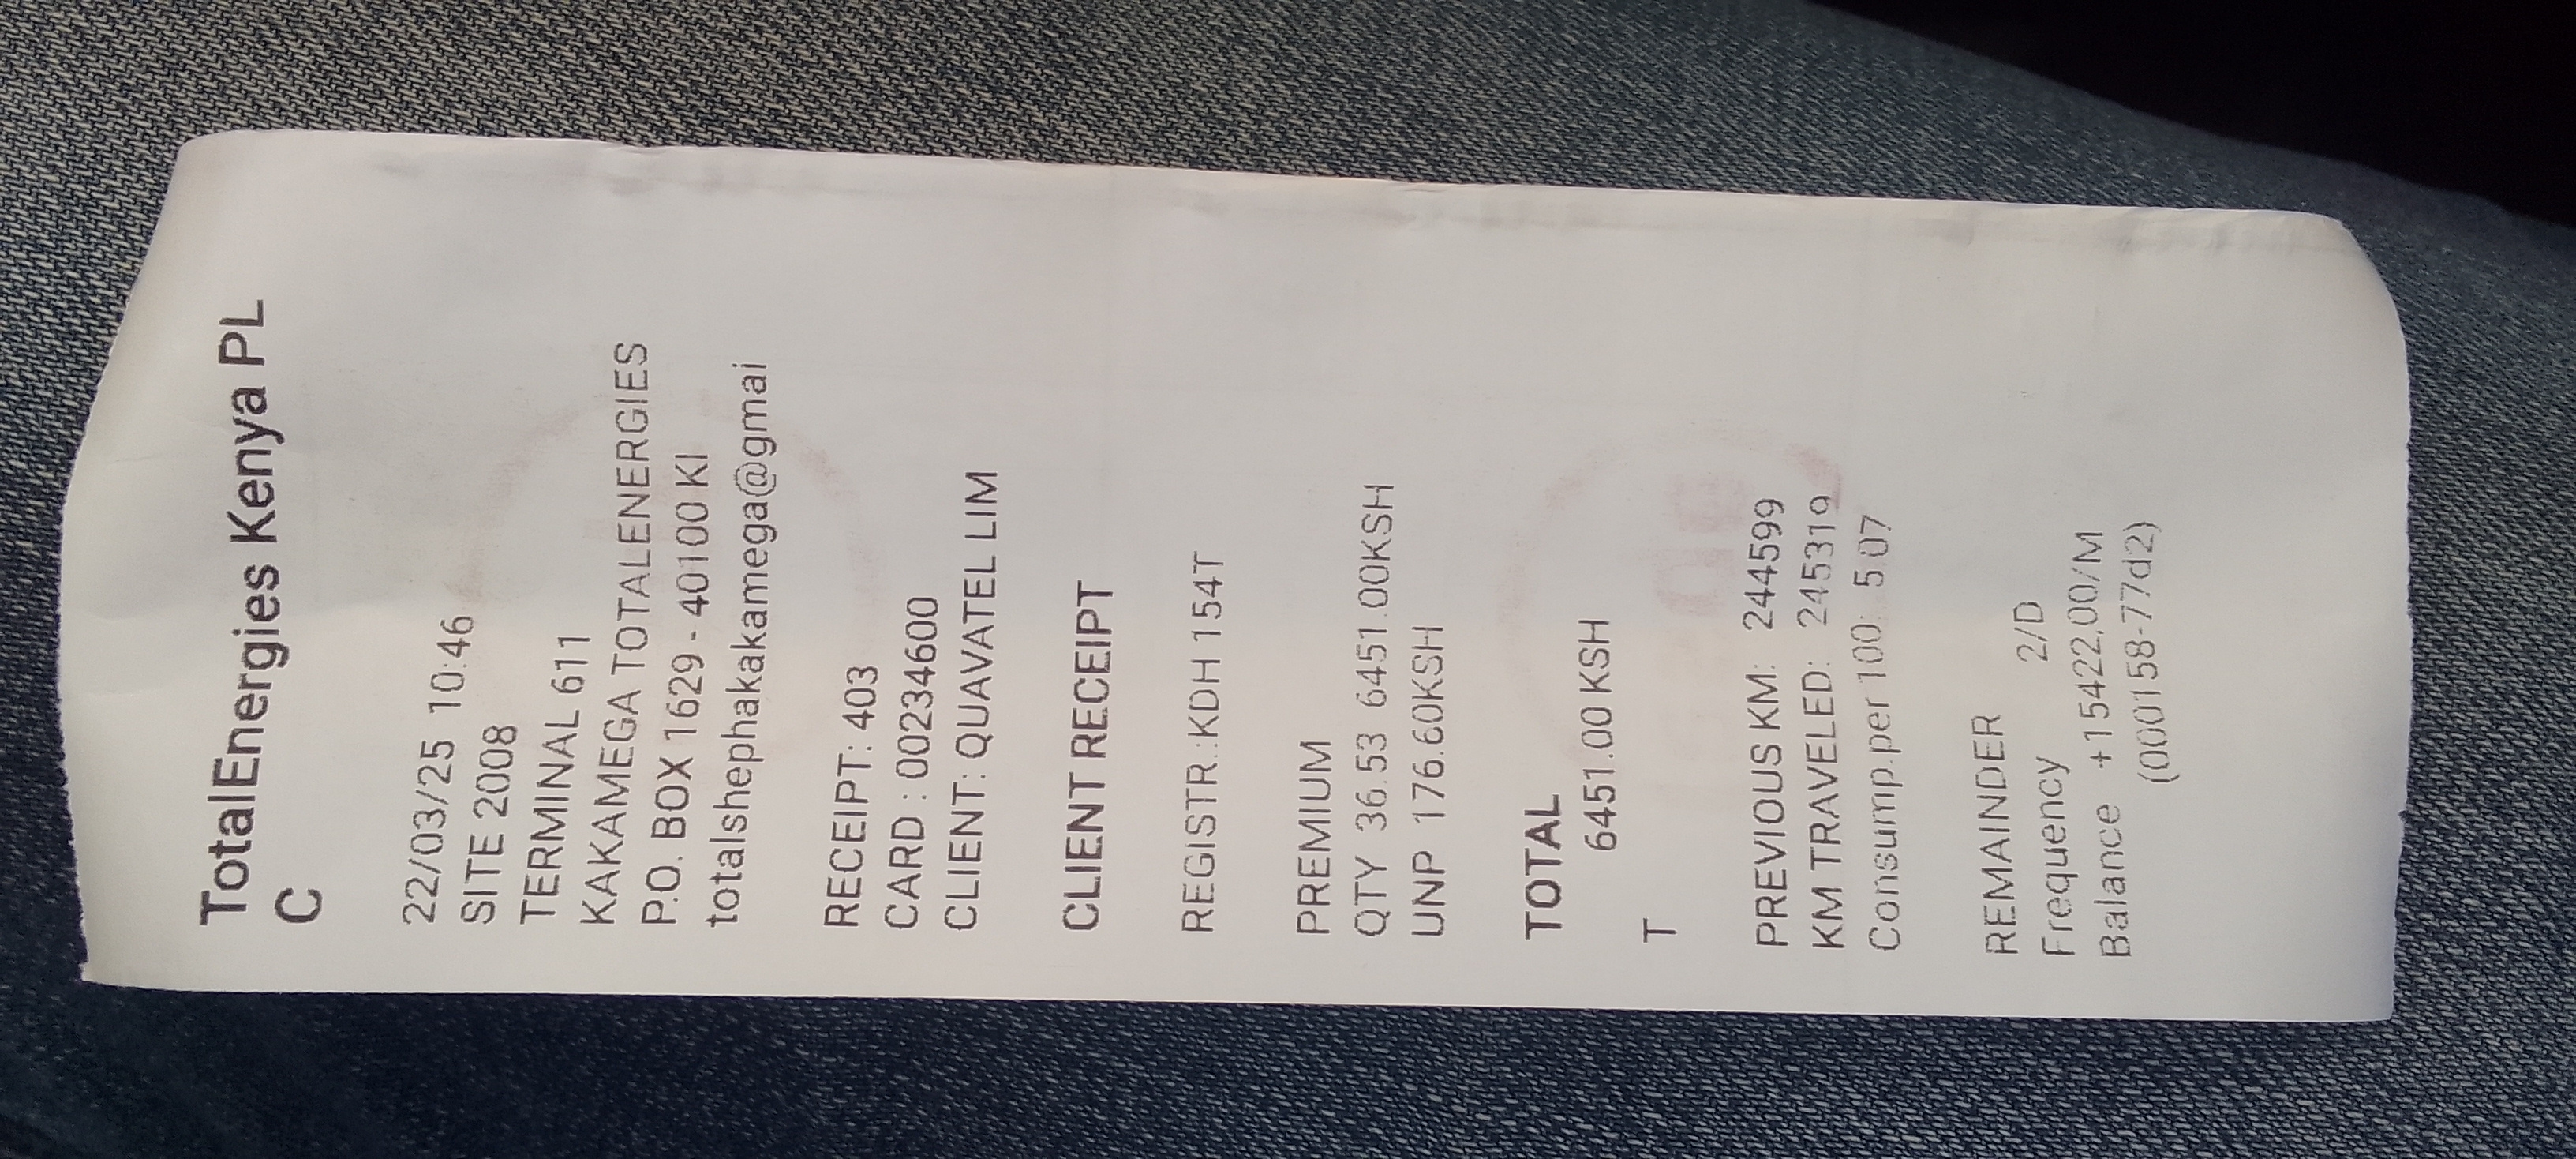 TotalEnergies Kenya PL
C
22/03/25 10:46
SITE 2008
TERMINAL 611
KAKAMEGA TOTALENERGIES
P.O. BOX 1629 - 40100 KI
totalshephakakamega@gmai
RECEIPT: 403
CARD : 00234600
CLIENT: QUAVATEL LIM
CLIENT RECEIPT
REGISTR.:KDH 154T
PREMIUM
QTY 36.53 6451.00KSH
UNP 176.60KSH
TOTAL
6451.00 KSH
T
PREVIOUS KM: 244599
KM TRAVELED: 245319
Consump.per 100: 5.07
REMAINDER
Frequency 2/D
Balance +15422.00/M
(000158-77d2)